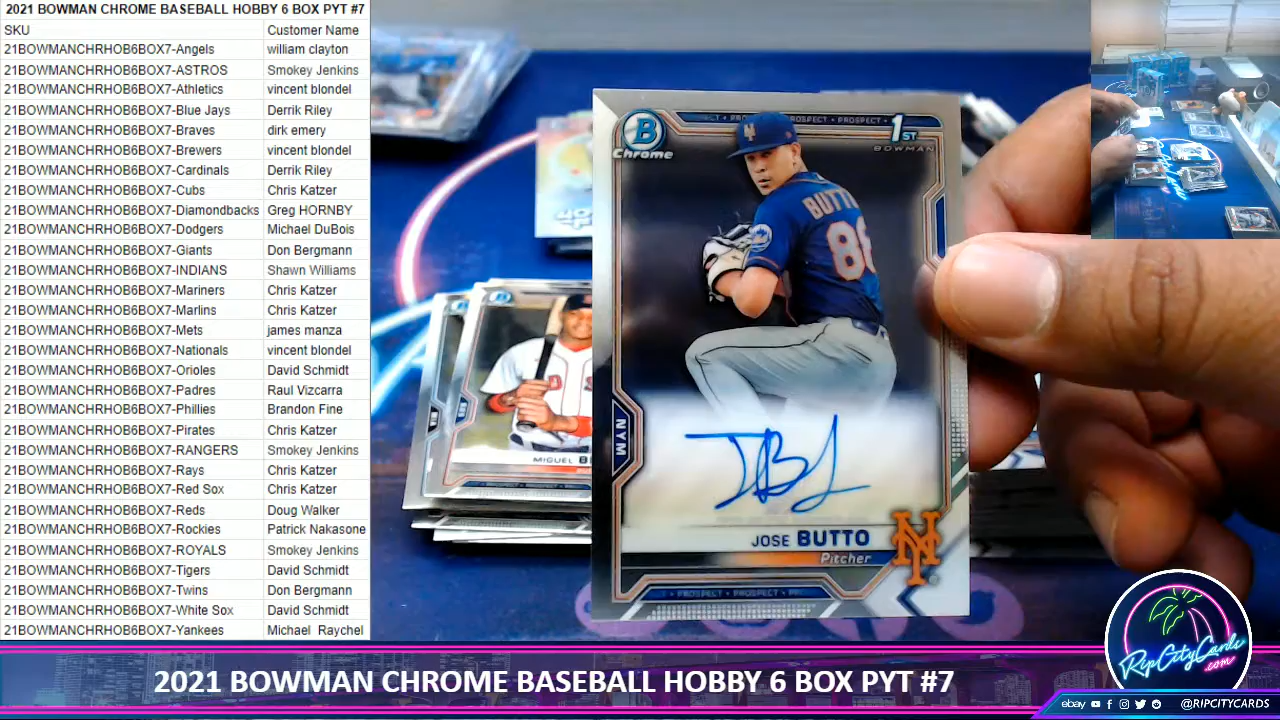 2021 BOWMAN CHROME BASEBALL HOBBY 6 BOX PYT #7
SKU Customer Name
21BOWMANCHRHOB6BOX7-Angels william clayton
21BOWMANCHRHOB6BOX7-ASTROS Smokey Jenkins
21BOWMANCHRHOB6BOX7-Athletics vincent blondel
21BOWMANCHRHOB6BOX7-Blue Jays Derrik Riley
21BOWMANCHRHOB6BOX7-Braves dirk emery
21BOWMANCHRHOB6BOX7-Brewers vincent blondel
21BOWMANCHRHOB6BOX7-Cardinals Derrik Riley
21BOWMANCHRHOB6BOX7-Cubs Chris Katzer
21BOWMANCHRHOB6BOX7-Diamondbacks Greg HORNBY
21BOWMANCHRHOB6BOX7-Dodgers Michael DuBois
21BOWMANCHRHOB6BOX7-Giants Don Bergmann
21BOWMANCHRHOB6BOX7-INDIANS Shawn Williams
21BOWMANCHRHOB6BOX7-Mariners Chris Katzer
21BOWMANCHRHOB6BOX7-Marlins Chris Katzer
21BOWMANCHRHOB6BOX7-Mets james manza
21BOWMANCHRHOB6BOX7-Nationals vincent blondel
21BOWMANCHRHOB6BOX7-Orioles David Schmidt
21BOWMANCHRHOB6BOX7-Padres Raul Vizcarra
21BOWMANCHRHOB6BOX7-Phillies Brandon Fine
21BOWMANCHRHOB6BOX7-Pirates Chris Katzer
21BOWMANCHRHOB6BOX7-RANGERS Smokey Jenkins
21BOWMANCHRHOB6BOX7-Rays Chris Katzer
21BOWMANCHRHOB6BOX7-Red Sox Chris Katzer
21BOWMANCHRHOB6BOX7-Reds Doug Walker
21BOWMANCHRHOB6BOX7-Rockies Patrick Nakasone
21BOWMANCHRHOB6BOX7-ROYALS Smokey Jenkins
21BOWMANCHRHOB6BOX7-Tigers David Schmidt
21BOWMANCHRHOB6BOX7-Twins Don Bergmann
21BOWMANCHRHOB6BOX7-White Sox David Schmidt
21BOWMANCHRHOB6BOX7-Yankees Michael Raychel
PROSPECT • PROSPECT
B
Chrome
1ST
BOWMAN
BUTTO
86
NYM
JOSE BUTTO
Pitcher
NY
PROSPECT • PROSPECT
MIGUEL
RipCityCards
.com
2021 BOWMAN CHROME BASEBALL HOBBY 6 BOX PYT #7
ebay @RIPCITYCARDS